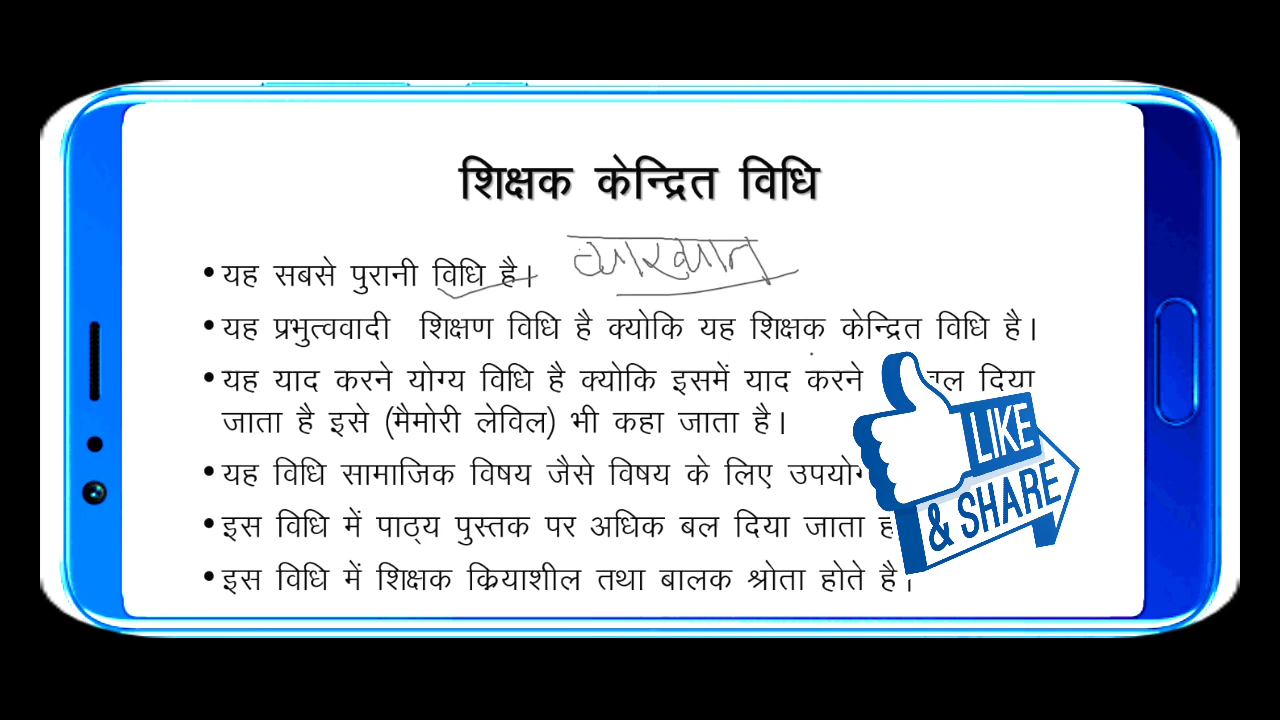 शिक्षक केन्द्रित विधि
व्याख्यान
• यह सबसे पुरानी विधि है।
• यह प्रभुत्ववादी शिक्षण विधि है क्योकि यह शिक्षक केन्द्रित विधि है।
• यह याद करने योग्य विधि है क्योकि इसमें याद करने दिया
जाता है इसे (मैमोरी लेविल) भी कहा जाता है।
• यह विधि सामाजिक विषय जैसे विषय के लिए
• इस विधि में पाठ्य पुस्तक पर अधिक बल दिया जाता
• इस विधि में शिक्षक क्रियाशील तथा बालक श्रोता होते है।
LIKE
& SHARE